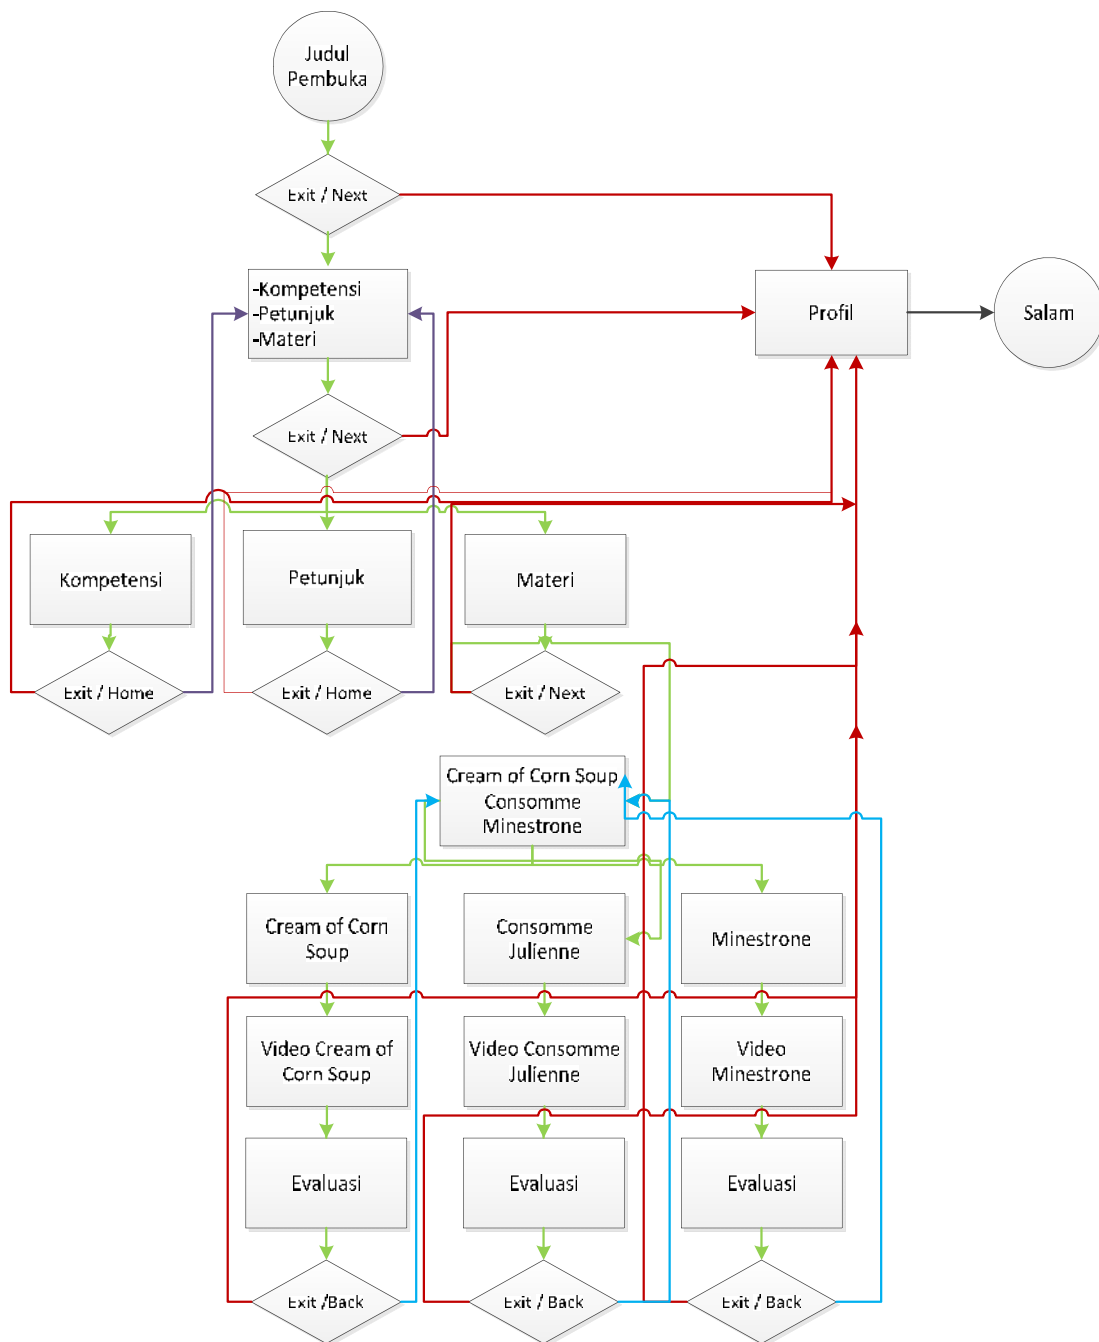 Judul
Pembuka
Exit / Next
-Kompetensi
-Petunjuk
-Materi
Profil
Salam
Exit / Next
Kompetensi
Petunjuk
Materi
Exit / Home
Exit / Home
Exit / Next
Cream of Corn Soup
Consomme
Minestrone
Cream of Corn
Soup
Consomme
Julienne
Minestrone
Video Cream of
Corn Soup
Video Consomme
Julienne
Video
Minestrone
Evaluasi
Evaluasi
Evaluasi
Exit /Back
Exit / Back
Exit / Back